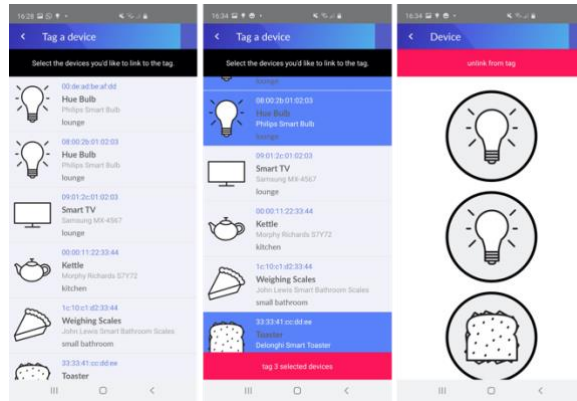 16:28
Tag a device
Select the devices you'd like to link to the tag.
00:de:ad:be:af:dd
Hue Bulb
Philips Smart Bulb
lounge
08:00:2b:01:02:03
Hue Bulb
Philips Smart Bulb
lounge
09:01:2c:01:02:03
Smart TV
Samsung MX-4567
lounge
00:00:11:22:33:44
Kettle
Morphy Richards S7Y72
kitchen
1c:10:c1:d2:33:44
Weighing Scales
John Lewis Smart Bathroom Scales
small bathroom
33:33:41:cc:dd:ee
Toaster
16:34
Tag a device
Select the devices you'd like to link to the tag.
lounge
08:00:2b:01:02:03
Hue Bulb
Philips Smart Bulb
lounge
09:01:2c:01:02:03
Smart TV
Samsung MX-4567
lounge
00:00:11:22:33:44
Kettle
Morphy Richards S7Y72
kitchen
1c:10:c1:d2:33:44
Weighing Scales
John Lewis Smart Bathroom Scales
small bathroom
33:33:41:cc:dd:ee
Toaster
Delonghi Smart Toaster
tag 3 selected devices
16:34
Device
unlink from tag